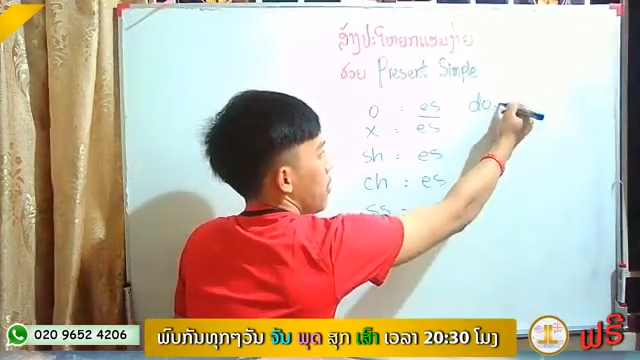 ສ້າງປະໂຫຍກແສນງ່າຍ
ດ້ວຍ Present Simple
o : es do
x : es
sh : es
ch : es
ss :
020 9652 4206
ພົບກັນທຸກໆວັນ ຈັນ ພຸດ ສຸກ ເສົາ ເວລາ 20:30 ໂມງ
ຟຣີ